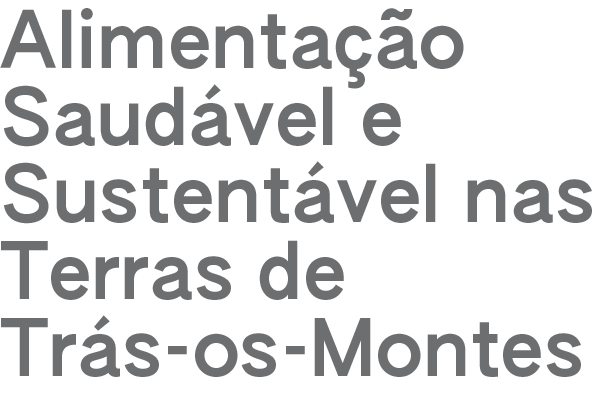 Alimentação
Saudável e
Sustentável nas
Terras de
Trás-os-Montes